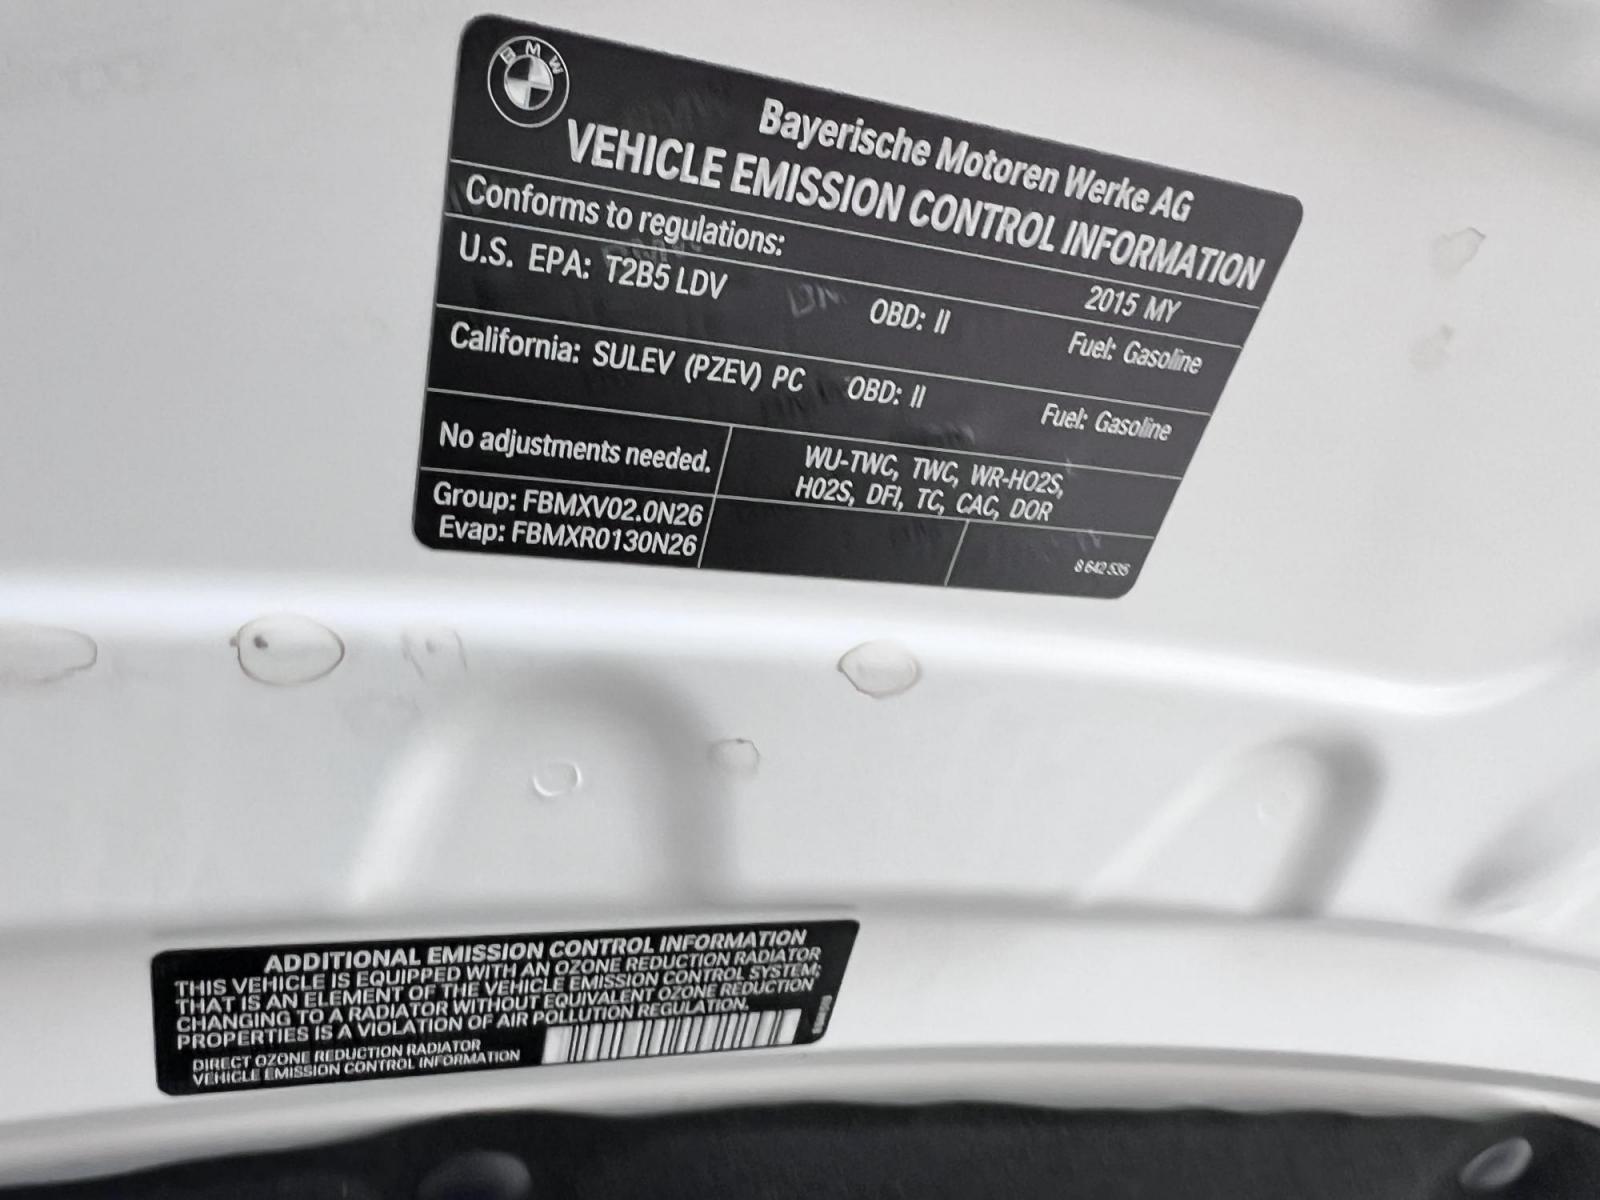 BMW
Bayerische Motoren Werke AG
VEHICLE EMISSION CONTROL INFORMATION
Conforms to regulations: 2015 MY
U.S. EPA: T2B5 LDV OBD: II Fuel: Gasoline
California: SULEV (PZEV) PC OBD: II Fuel: Gasoline
No adjustments needed.
WU-TWC, TWC, WR-HO2S,
HO2S, DFI, TC, CAC, DOR
Group: FBMXV02.0N26
Evap: FBMXR0130N26
8 642 535
ADDITIONAL EMISSION CONTROL INFORMATION
THIS VEHICLE IS EQUIPPED WITH AN OZONE REDUCTION RADIATOR
THAT IS AN ELEMENT OF THE VEHICLE EMISSION CONTROL SYSTEM;
CHANGING TO A RADIATOR WITHOUT EQUIVALENT OZONE REDUCTION
PROPERTIES IS A VIOLATION OF AIR POLLUTION REGULATION.
DIRECT OZONE REDUCTION RADIATOR
VEHICLE EMISSION CONTROL INFORMATION